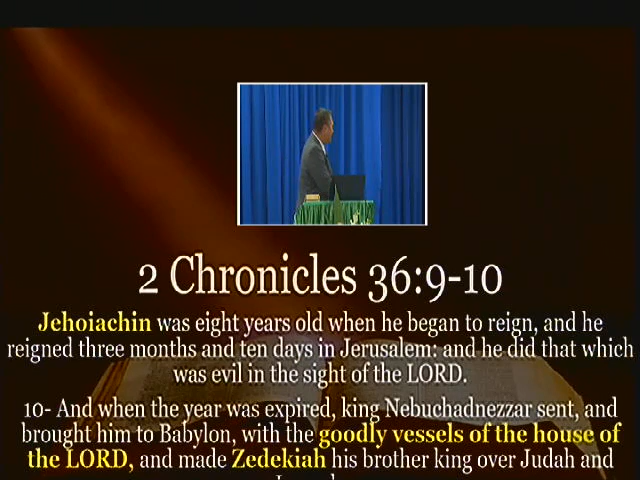 2 Chronicles 36:9-10
Jehoiachin was eight years old when he began to reign, and he
reigned three months and ten days in Jerusalem: and he did that which
was evil in the sight of the LORD.
10- And when the year was expired, king Nebuchadnezzar sent, and
brought him to Babylon, with the goodly vessels of the house of
the LORD, and made Zedekiah his brother king over Judah and